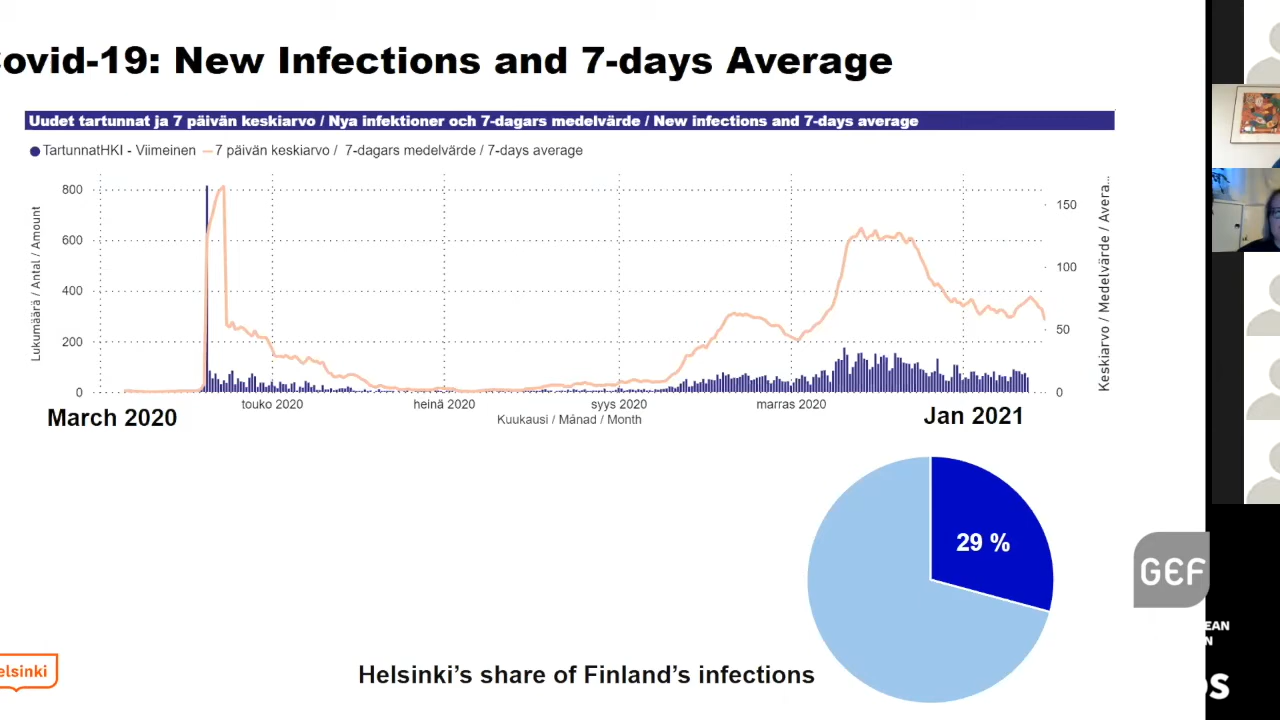 ovid-19: New Infections and 7-days Average
Uudet tartunnat ja 7 päivän keskiarvo / Nya infektioner och 7-dagars medelvärde / New infections and 7-days average
TartunnatHKI - Viimeinen 7 päivän keskiarvo / 7-dagars medelvärde / 7-days average
Lukumäärä / Antal / Amount
800
600
400
200
0
150
100
50
0
Keskiarvo / Medelvärde / Avera...
touko 2020 heinä 2020 syys 2020 marras 2020
March 2020 Jan 2021
Kuukausi / Månad / Month
29 %
GEF
EAN
N
elsinki
Helsinki's share of Finland's infections
OS